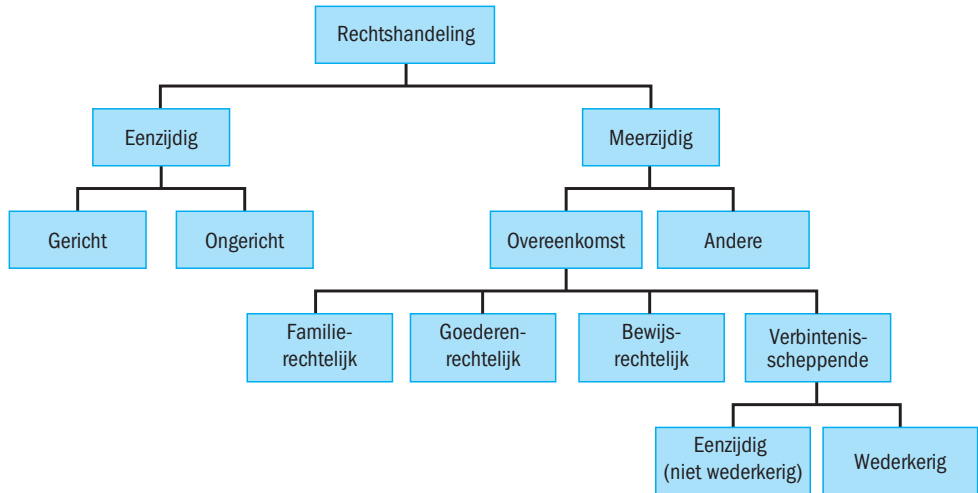 Rechtshandeling
Eenzijdig
Meerzijdig
Gericht
Ongericht
Overeenkomst
Andere
Familie-
rechtelijk
Goederen-
rechtelijk
Bewijs-
rechtelijk
Verbintenis-
scheppende
Eenzijdig
(niet wederkerig)
Wederkerig